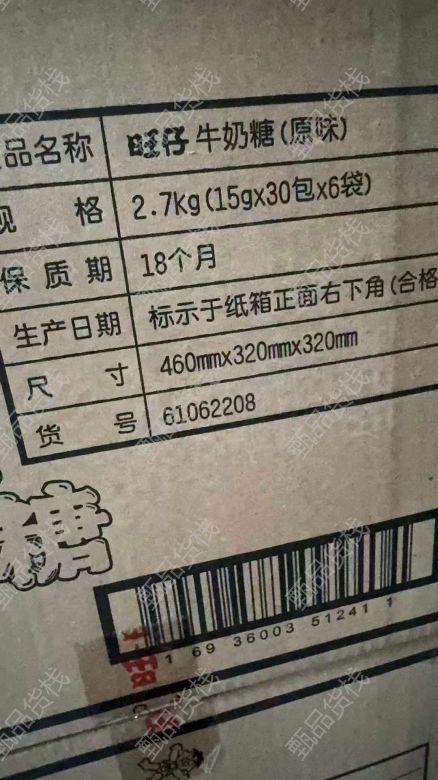 品名称 旺仔牛奶糖(原味)
规格 2.7Kg(15gx30包x6袋)
保质期 18个月
生产日期 标示于纸箱正面右下角(合格
尺寸 460mmx320mmx320mm
货号 61062208
糖
1 69 36003 51241 1
甄品货栈